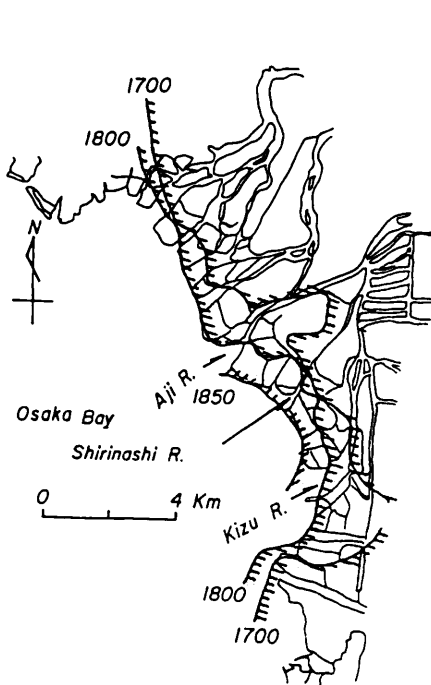 1700
1800
N
Aji R.
1850
Osaka Bay
Shirinashi R.
0 4 Km
Kizu R.
1800
1700